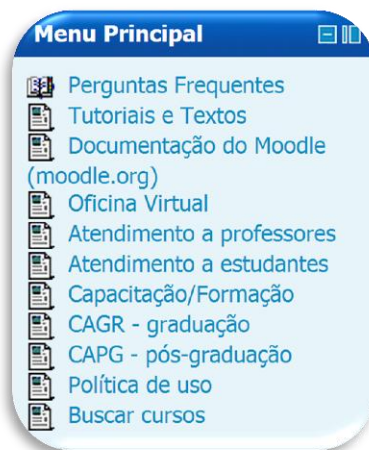 Menu Principal
Perguntas Frequentes
Tutoriais e Textos
Documentação do Moodle
(moodle.org)
Oficina Virtual
Atendimento a professores
Atendimento a estudantes
Capacitação/Formação
CAGR - graduação
CAPG - pós-graduação
Política de uso
Buscar cursos